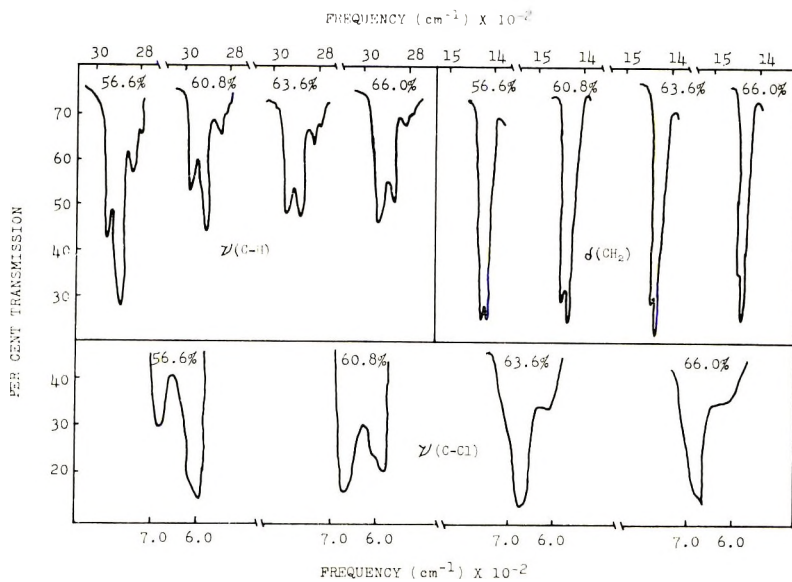 FREQUENCY (cm⁻¹) X 10⁻²
30 28 30 28 30 28 30 28 15 14 15 14 15 14 15 14
56.6% 60.8% 63.6% 66.0% 56.6% 60.8% 63.6% 66.0%
70
60
50
40
30
ν(C-H)
δ(CH₂)
PER CENT TRANSMISSION
56.6% 60.8% 63.6% 66.0%
40
30
20
ν(C-Cl)
7.0 6.0 7.0 6.0 7.0 6.0 7.0 6.0
FREQUENCY (cm⁻¹) X 10⁻²